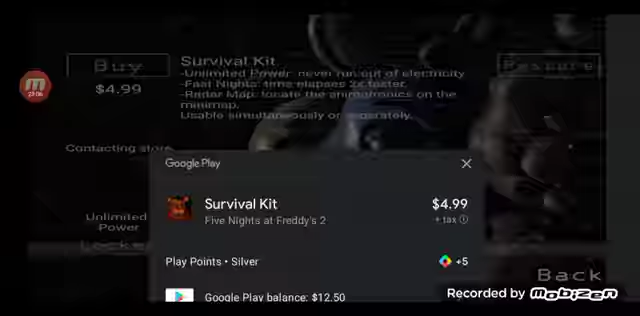 Buy
$4.99
Survival Kit
-Unlimited Power: never run out of electricity
-Fast Nights: time elapses 2x faster.
-Radar Map: locate the animatronics on the minimap.
Usable simultaneously or separately.
Restore
Contacting store
Google Play
Survival Kit
$4.99
Five Nights at Freddy's 2
+ tax
Play Points • Silver
+5
Google Play balance: $12.50
Unlimited
Power
Locked
Back
Recorded by Mobizen